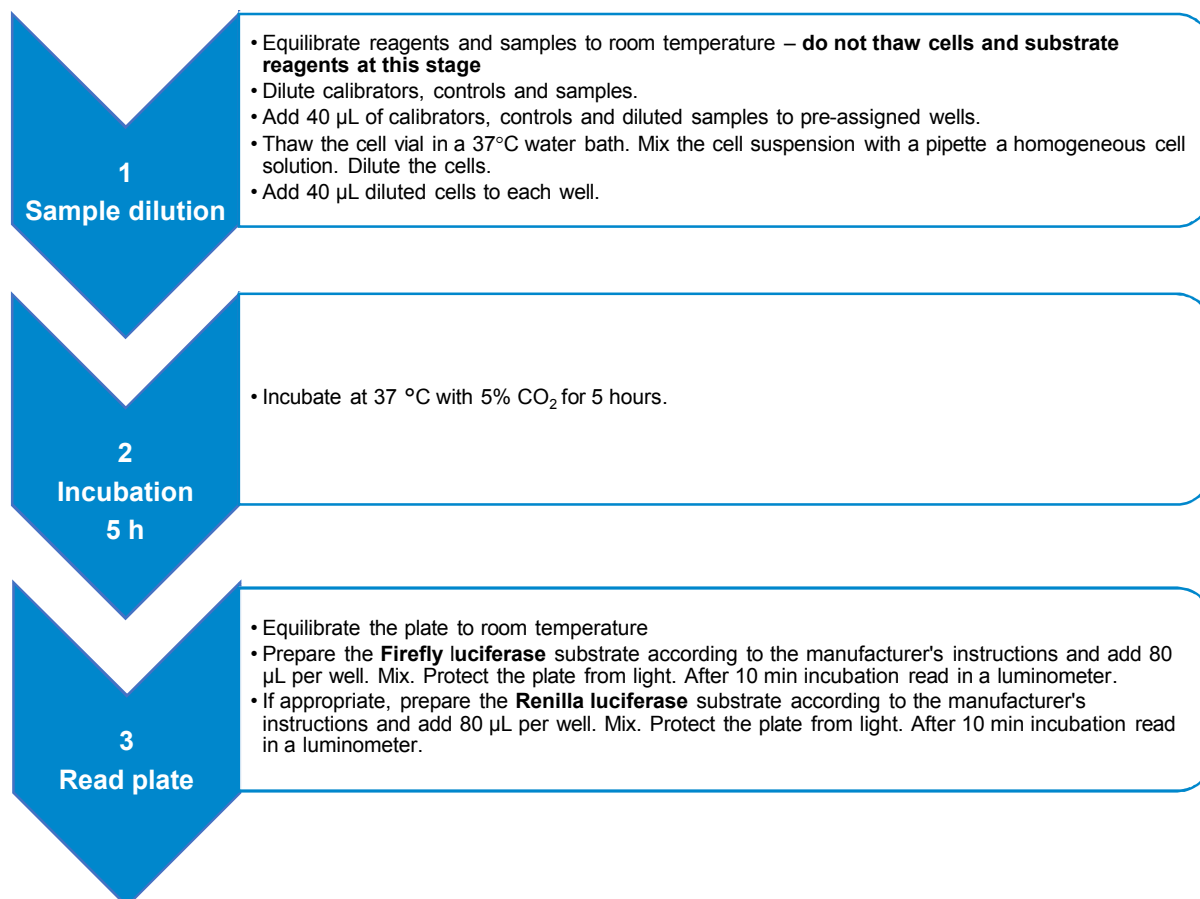 1
Sample dilution
• Equilibrate reagents and samples to room temperature – do not thaw cells and substrate
reagents at this stage
• Dilute calibrators, controls and samples.
• Add 40 µL of calibrators, controls and diluted samples to pre-assigned wells.
• Thaw the cell vial in a 37°C water bath. Mix the cell suspension with a pipette a homogeneous cell
solution. Dilute the cells.
• Add 40 µL diluted cells to each well.
2
Incubation
5 h
• Incubate at 37 °C with 5% CO₂ for 5 hours.
3
Read plate
• Equilibrate the plate to room temperature
• Prepare the Firefly luciferase substrate according to the manufacturer's instructions and add 80
µL per well. Mix. Protect the plate from light. After 10 min incubation read in a luminometer.
• If appropriate, prepare the Renilla luciferase substrate according to the manufacturer's
instructions and add 80 µL per well. Mix. Protect the plate from light. After 10 min incubation read
in a luminometer.